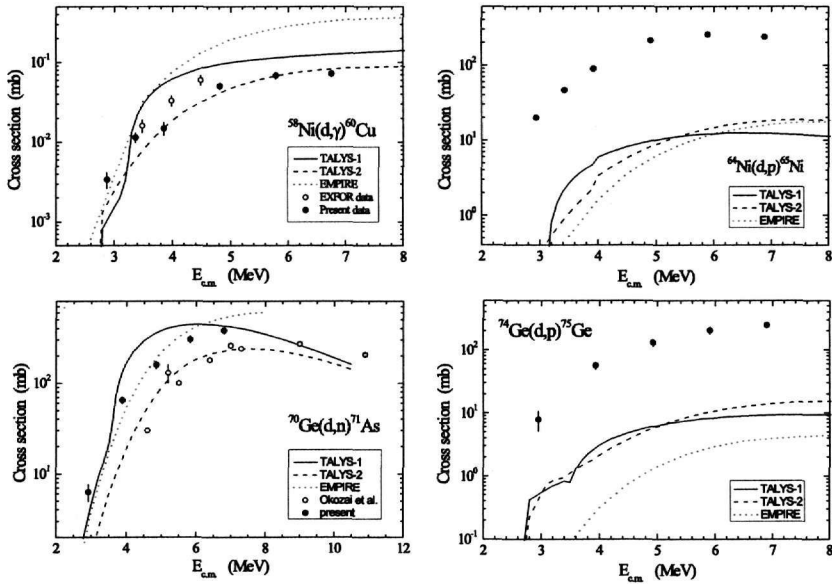 Cross section (mb)
10⁻¹
10⁻²
10⁻³
⁵⁸Ni(d,γ)⁶⁰Cu
TALYS-1
TALYS-2
EMPIRE
EXFOR data
Present data
2 3 4 5 6 7 8
E c.m. (MeV)
Cross section (mb)
10²
10¹
10⁰
⁶⁴Ni(d,p)⁶⁵Ni
TALYS-1
TALYS-2
EMPIRE
2 3 4 5 6 7 8
E c.m. (MeV)
Cross section (mb)
10²
10¹
⁷⁰Ge(d,n)⁷¹As
TALYS-1
TALYS-2
EMPIRE
Okozai et al.
present
2 4 6 8 10 12
E c.m. (MeV)
⁷⁴Ge(d,p)⁷⁵Ge
Cross section (mb)
10²
10¹
10⁰
10⁻¹
TALYS-1
TALYS-2
EMPIRE
2 3 4 5 6 7 8
E c.m. (MeV)